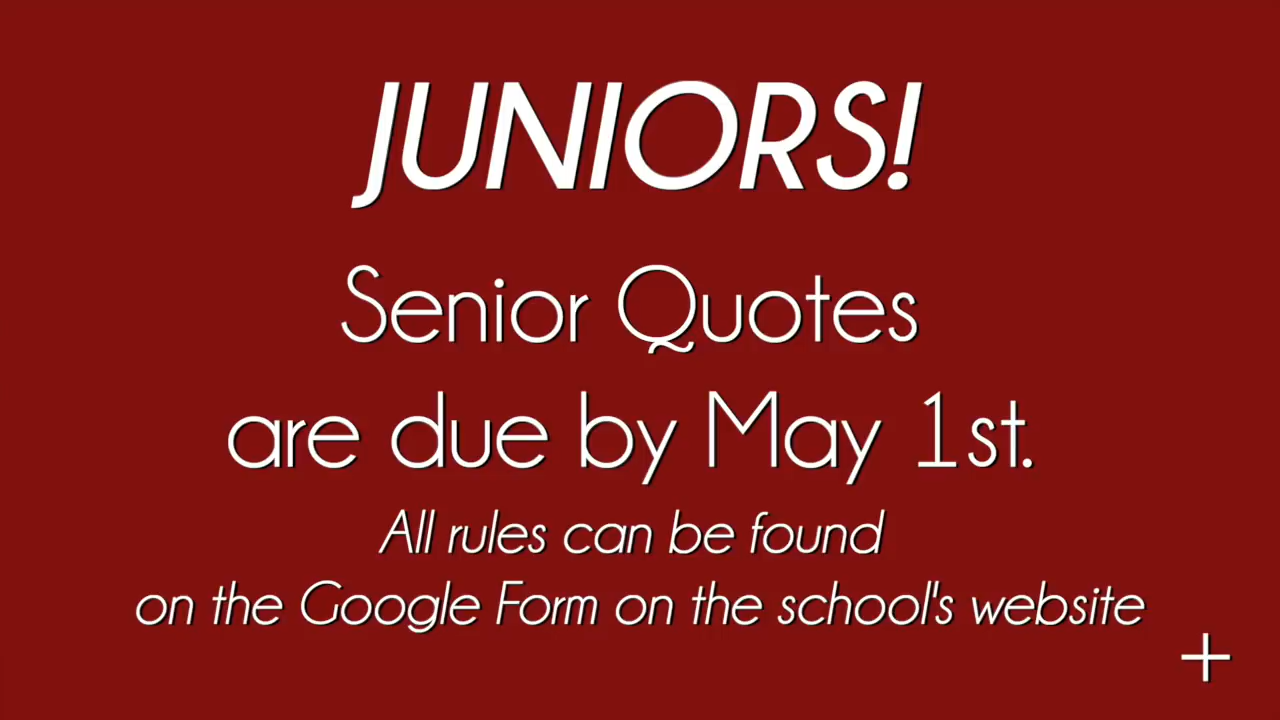 JUNIORS!
Senior Quotes
are due by May 1st.
All rules can be found
on the Google Form on the school's website
+